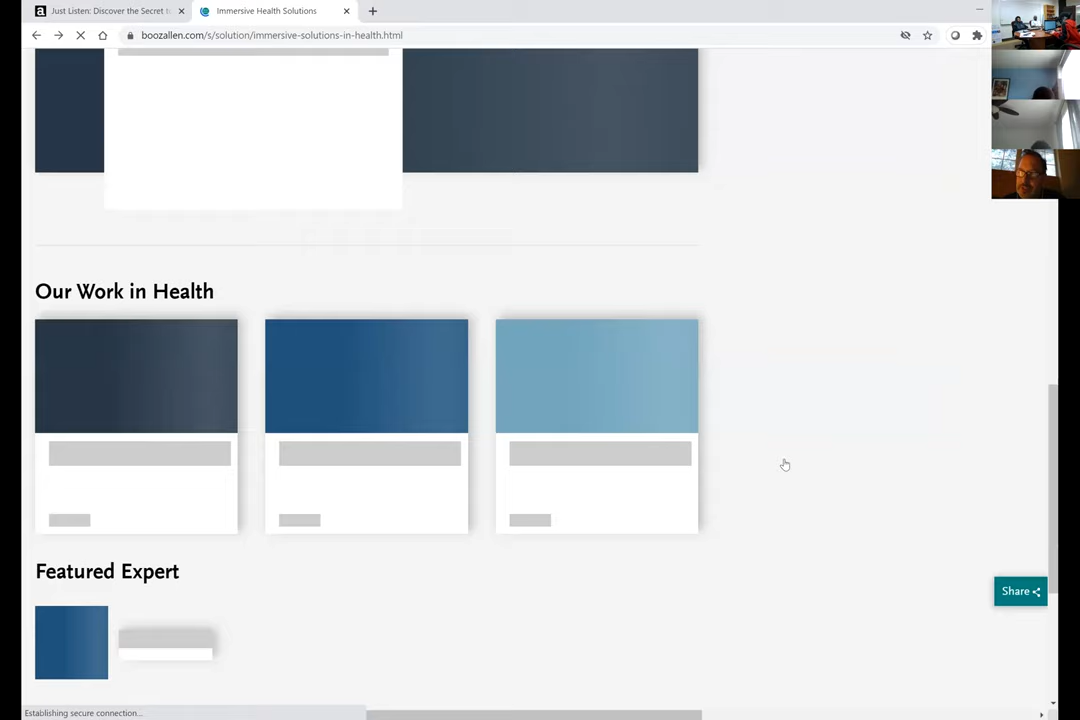 Just Listen: Discover the Secret to
Immersive Health Solutions
boozallen.com/s/solution/immersive-solutions-in-health.html
Our Work in Health
Featured Expert
Share
Establishing secure connection...